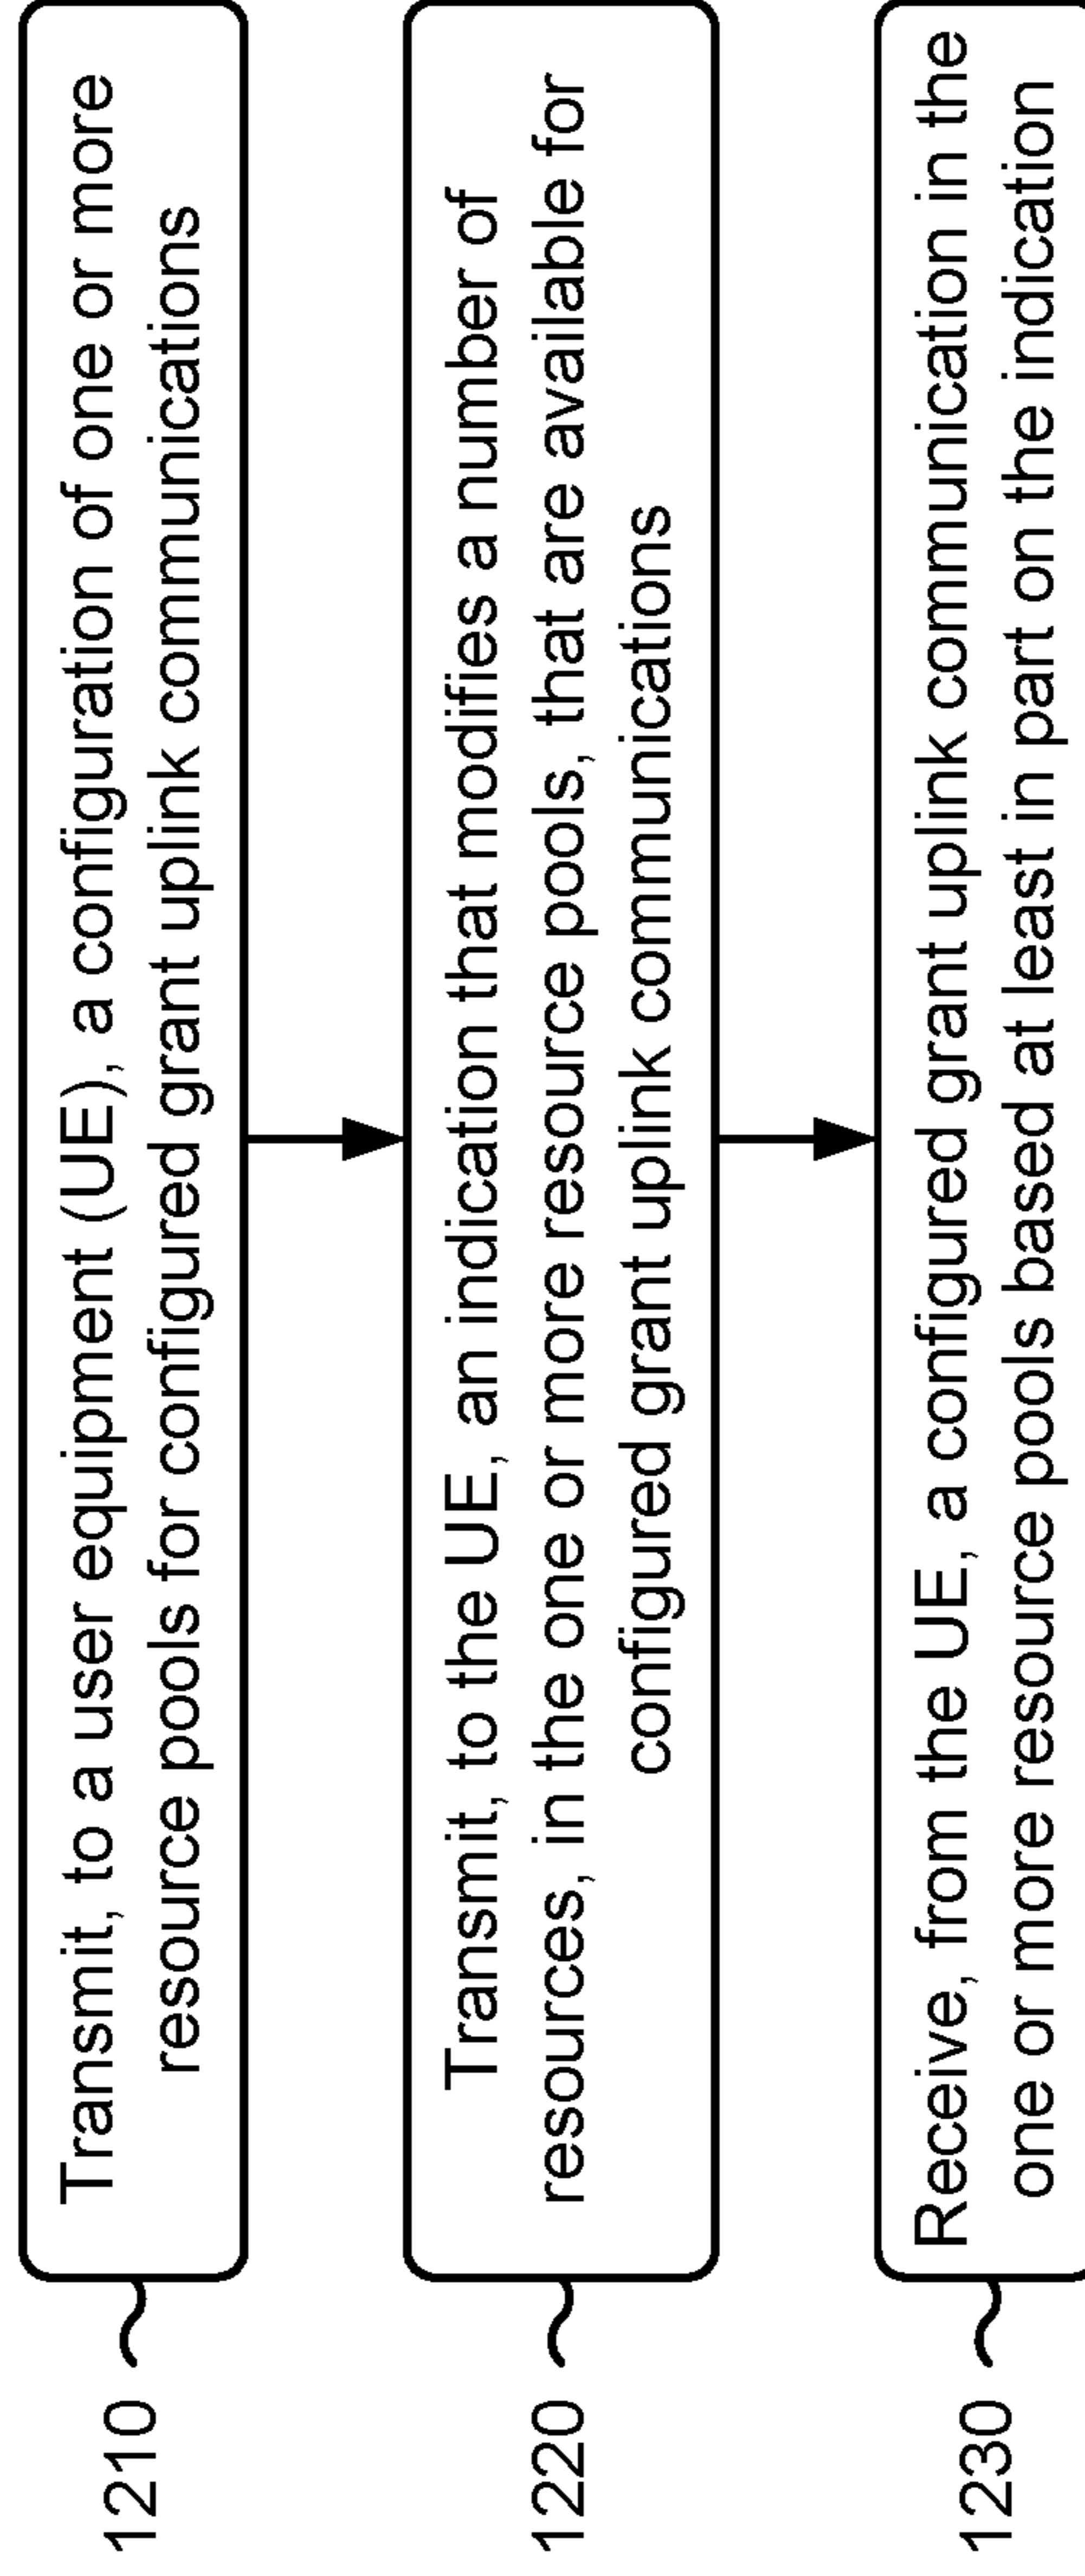 1210
Transmit, to a user equipment (UE), a configuration of one or more
resource pools for configured grant uplink communications
1220
Transmit, to the UE, an indication that modifies a number of
resources, in the one or more resource pools, that are available for
configured grant uplink communications
1230
Receive, from the UE, a configured grant uplink communication in the
one or more resource pools based at least in part on the indication